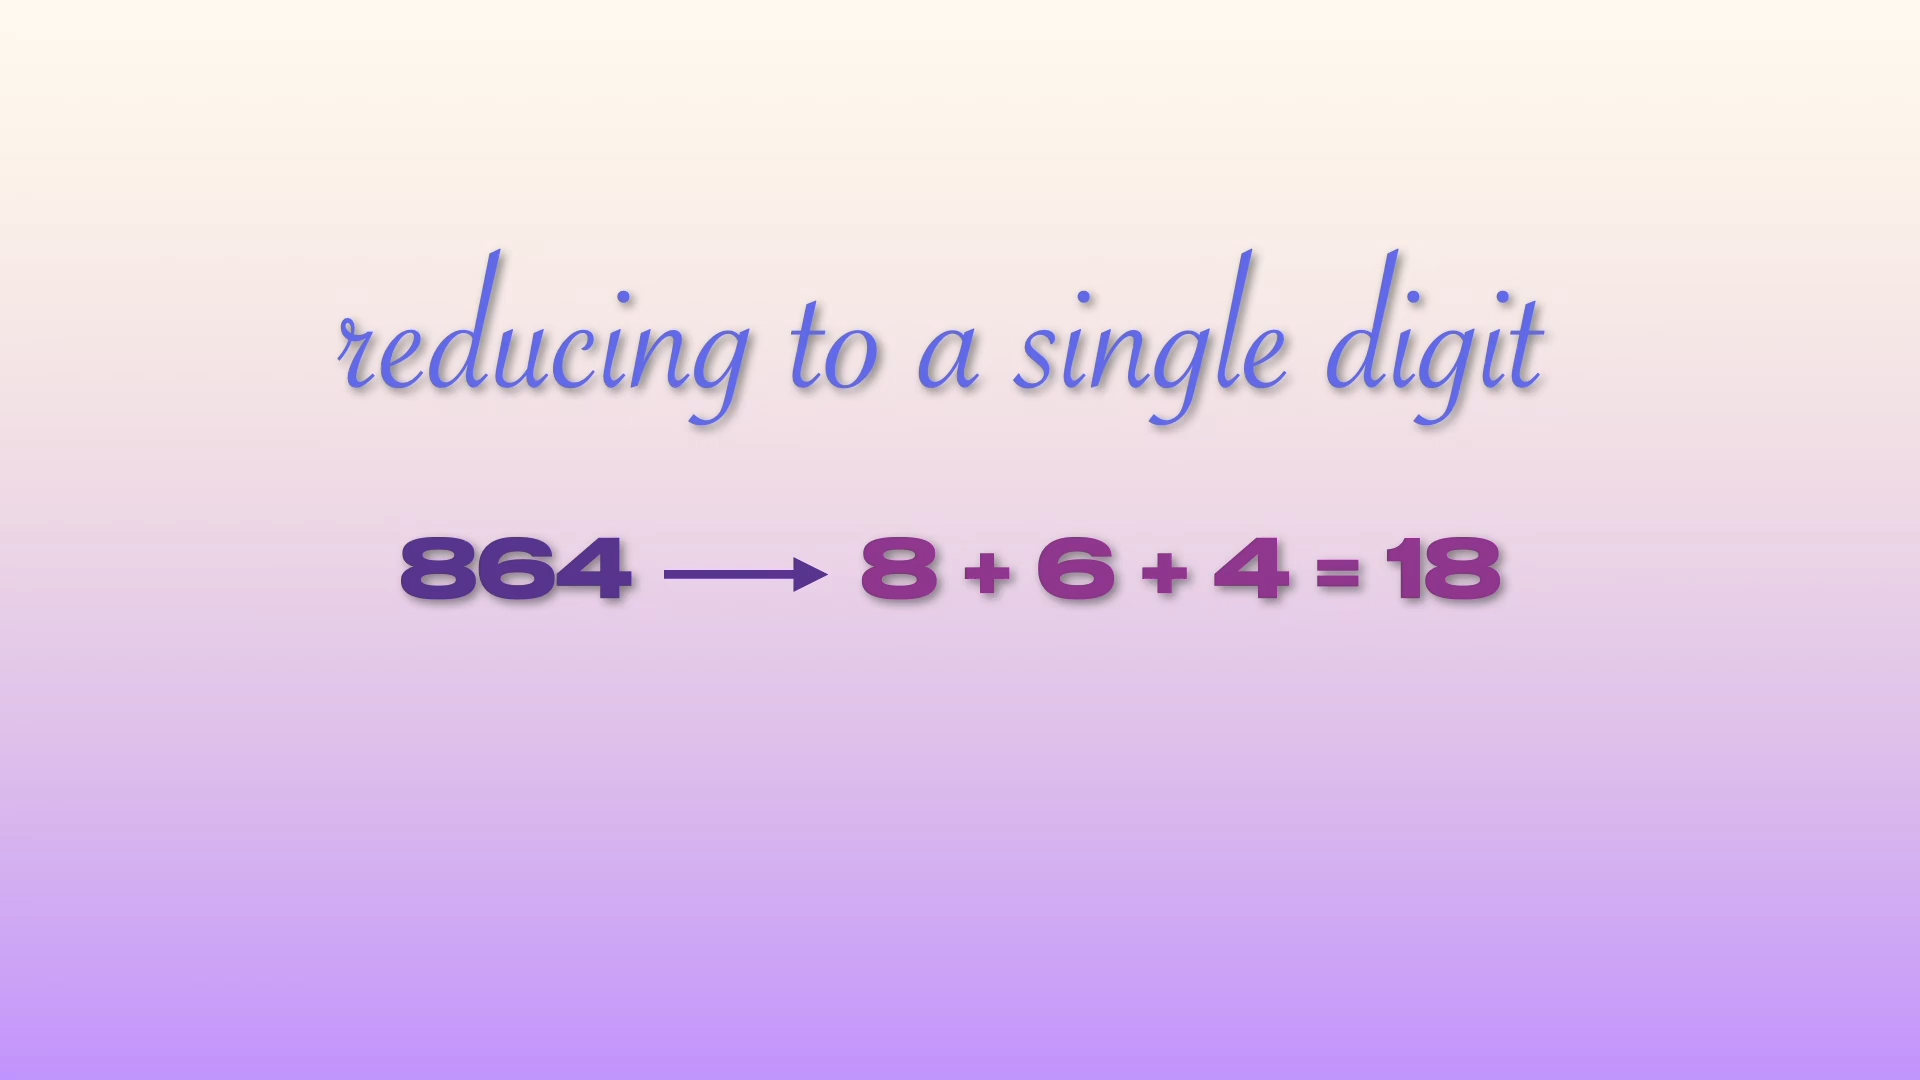 reducing to a single digit
864 → 8 + 6 + 4 = 18